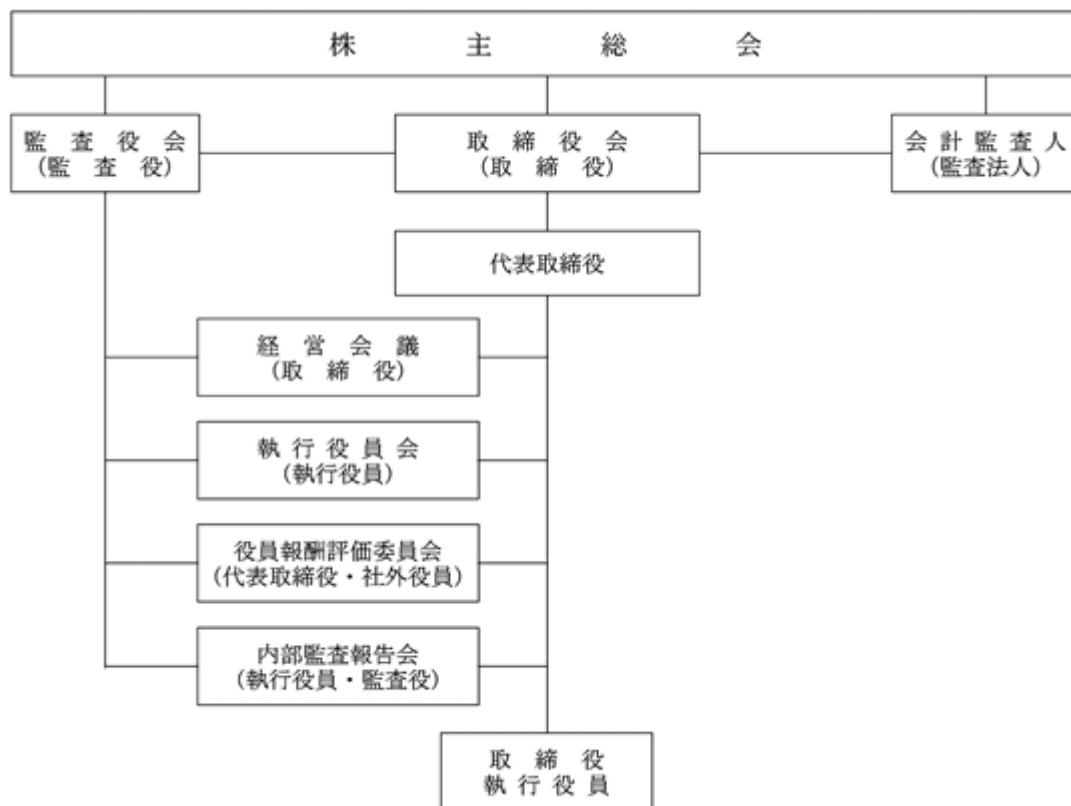 株主総会
監査役会
(監査役)
取締役会
(取締役)
会計監査人
(監査法人)
代表取締役
経営会議
(取締役)
執行役員会
(執行役員)
役員報酬評価委員会
(代表取締役・社外役員)
内部監査報告会
(執行役員・監査役)
取締役
執行役員